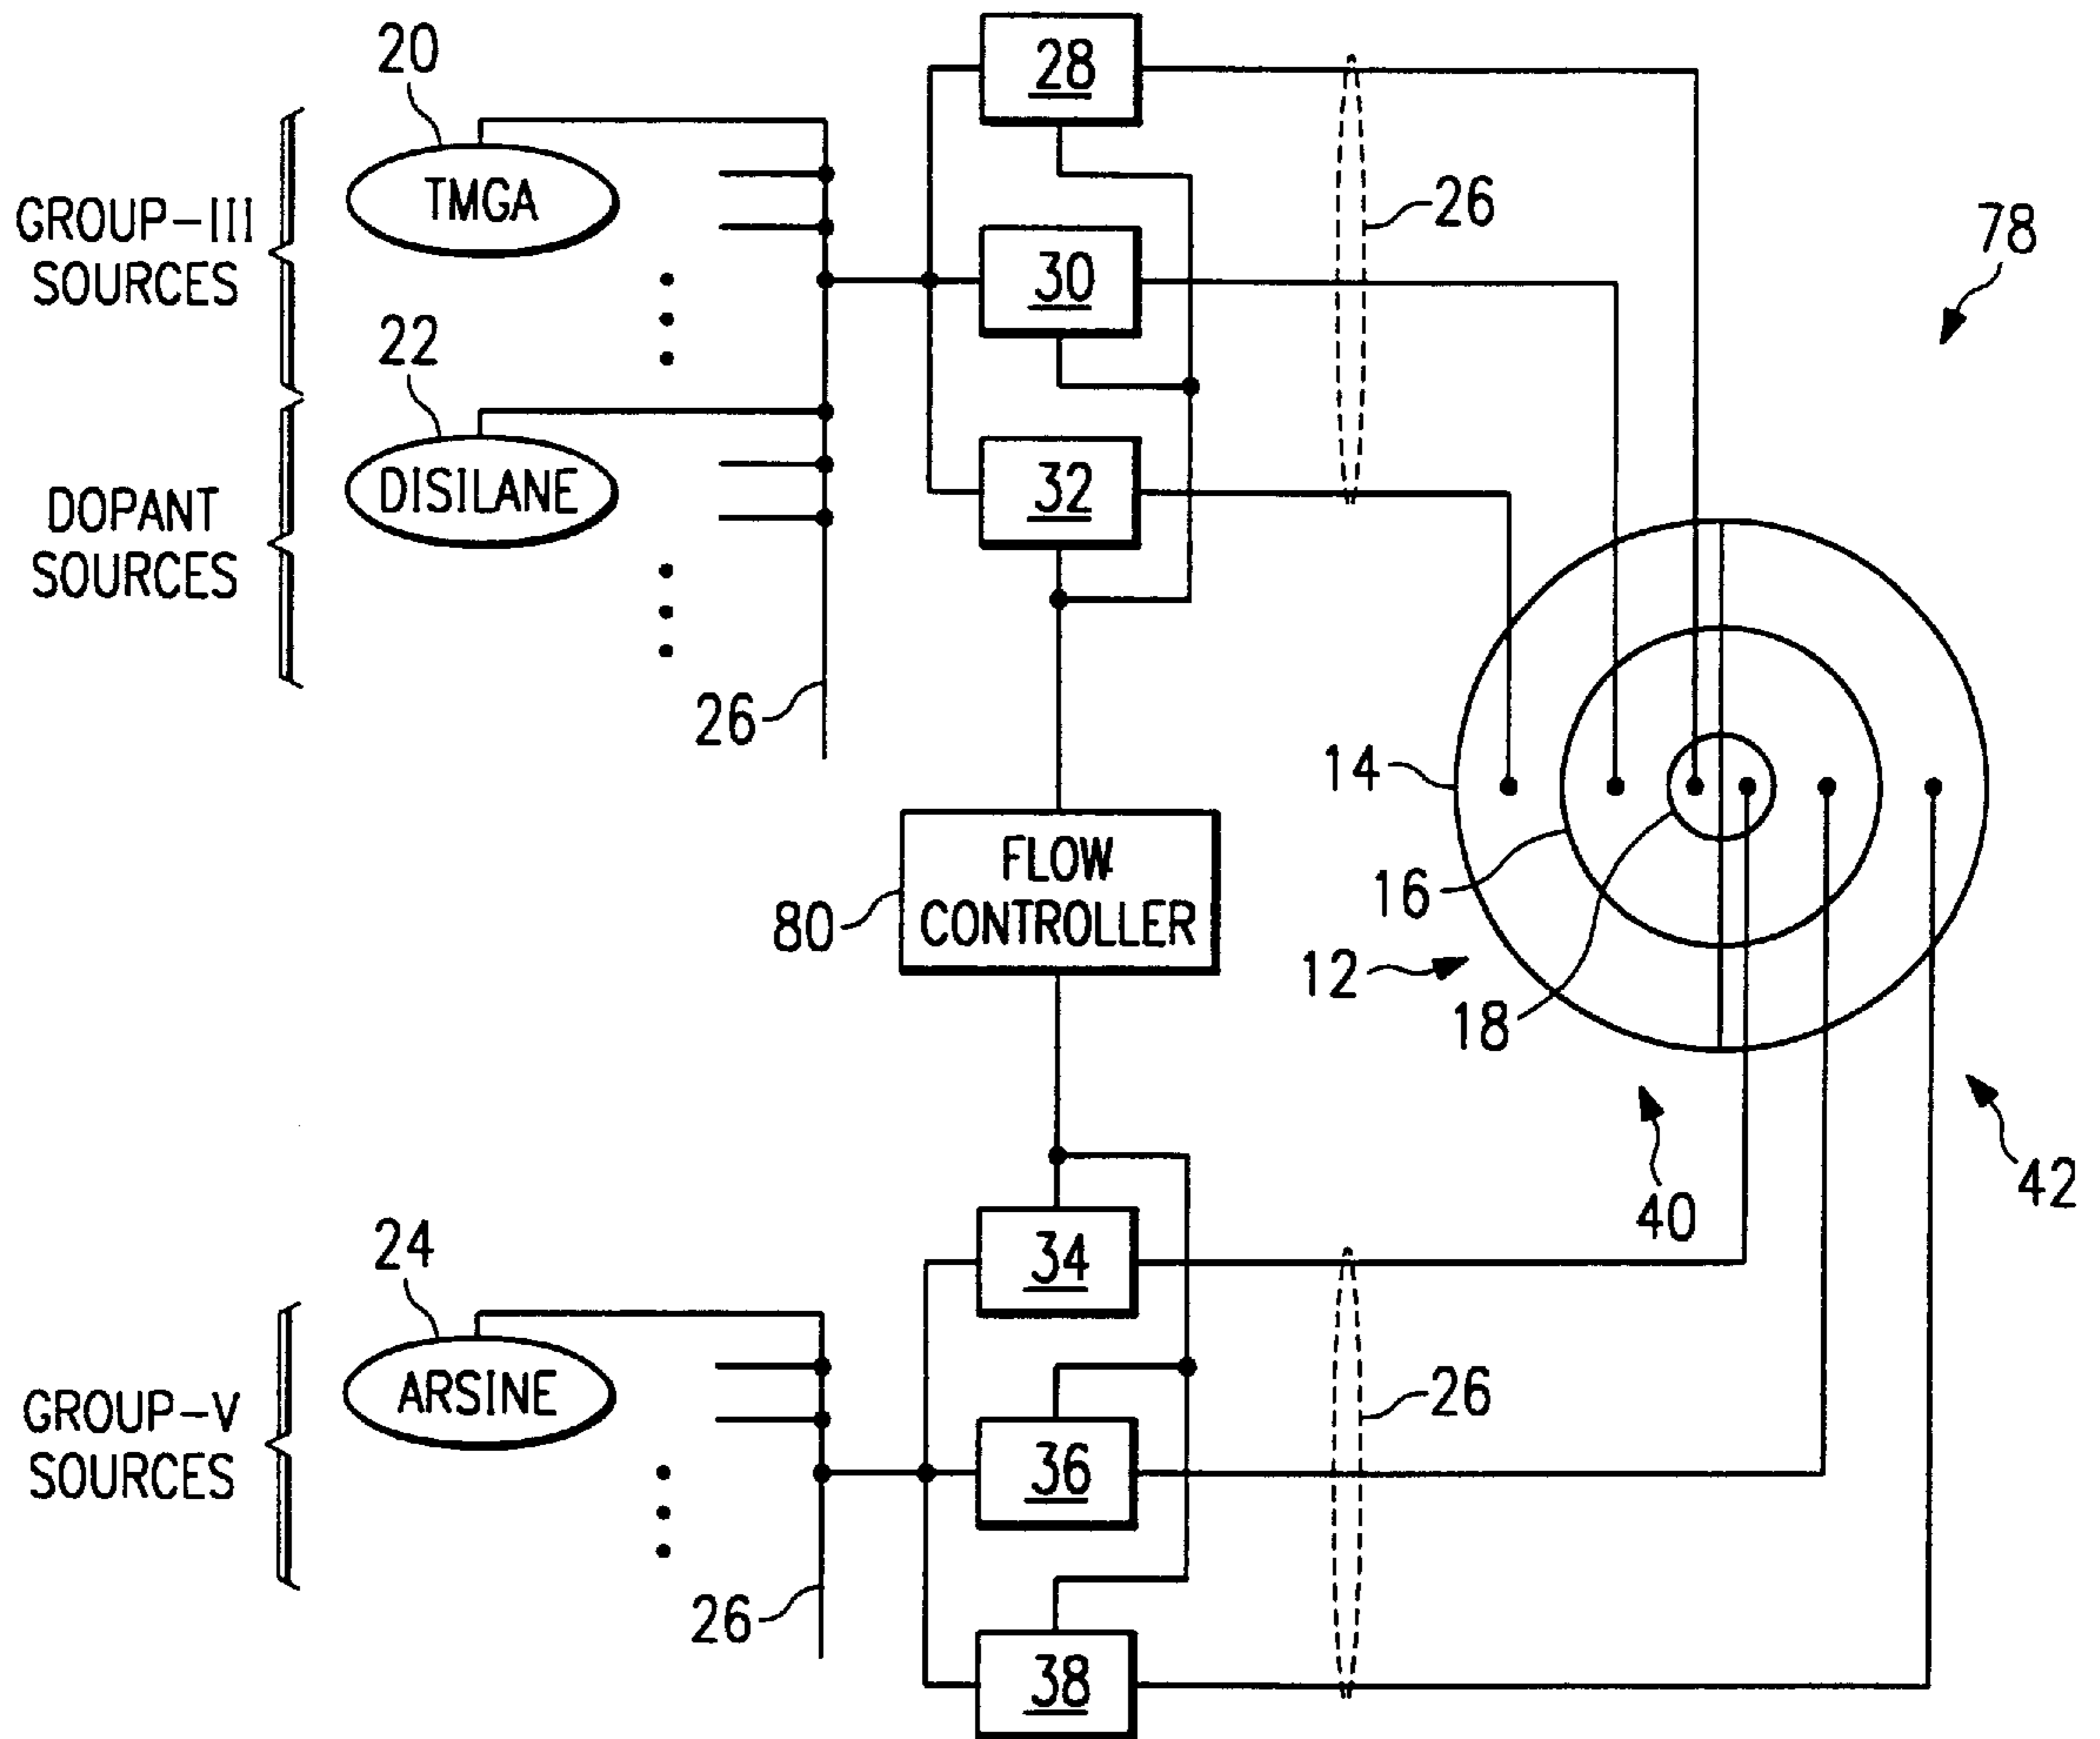 20
28
TMGA
GROUP-III
SOURCES
26
78
30
22
DISILANE
32
DOPANT
SOURCES
26
14
FLOW
CONTROLLER
80
16
12
18
40
42
24
34
ARSINE
GROUP-V
SOURCES
26
36
26
38